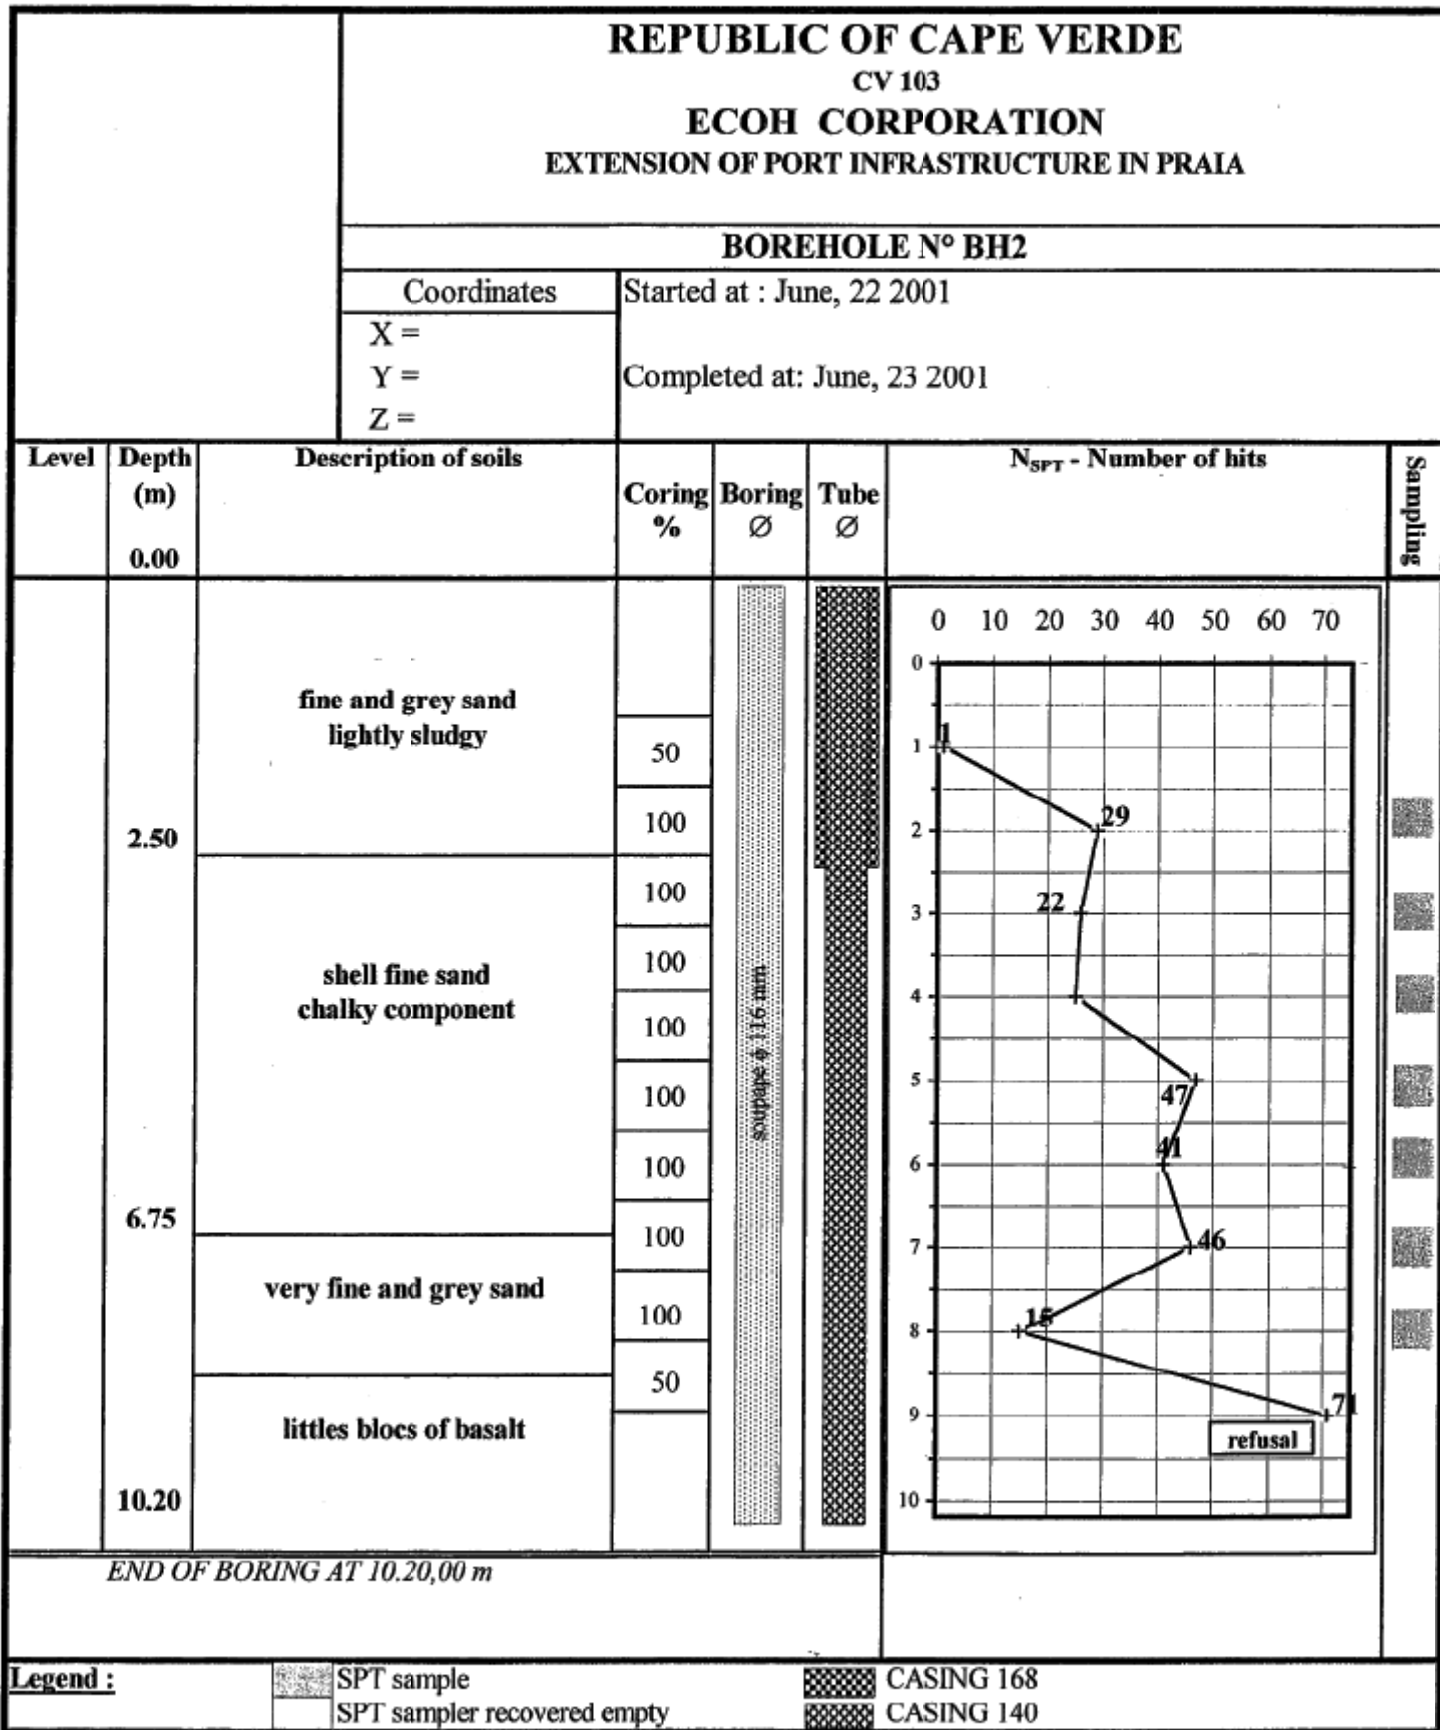 REPUBLIC OF CAPE VERDE
CV 103
ECOH CORPORATION
EXTENSION OF PORT INFRASTRUCTURE IN PRAIA
BOREHOLE N° BH2
Coordinates
Started at : June, 22 2001
X =
Y =
Completed at: June, 23 2001
Z =
Level
Depth
(m)
0.00
Description of soils
Coring
%
Boring
Ø
Tube
Ø
N_SPT - Number of hits
Sampling
fine and grey sand
lightly sludgy
2.50
shell fine sand
chalky component
6.75
very fine and grey sand
littles blocs of basalt
10.20
50
100
100
100
100
100
100
100
100
50
soupape ϕ 116 mm
0 10 20 30 40 50 60 70
0
1
2
3
4
5
6
7
8
9
10
1
29
22
47
41
46
15
71
refusal
END OF BORING AT 10.20,00 m
Legend :
SPT sample
CASING 168
SPT sampler recovered empty
CASING 140